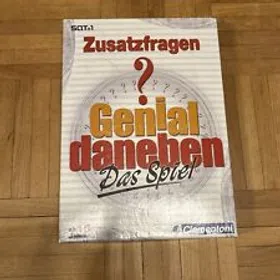 SAT.1
Zusatzfragen
?
Genial
daneben
Das Spiel
Clementoni